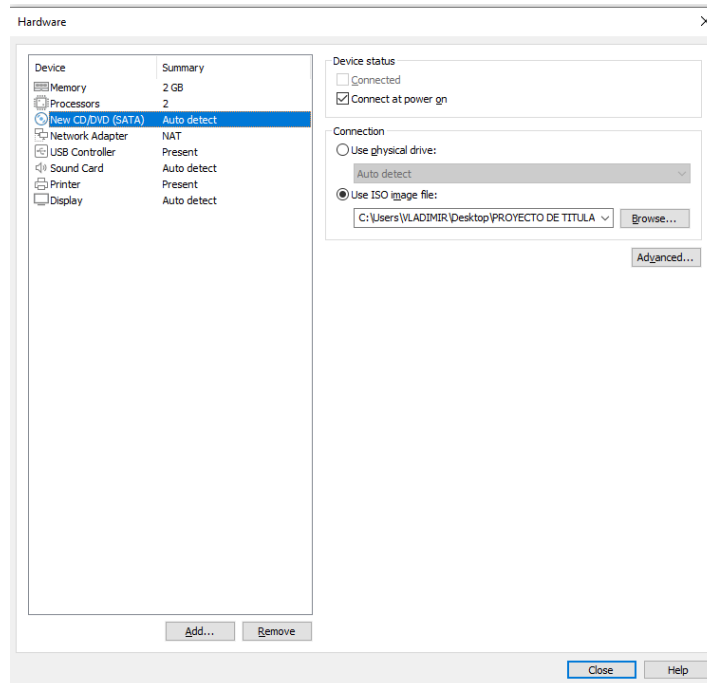 Hardware
Device Summary
Memory 2 GB
Processors 2
New CD/DVD (SATA) Auto detect
Network Adapter NAT
USB Controller Present
Sound Card Auto detect
Printer Present
Display Auto detect
Add... Remove
Device status
Connected
Connect at power on
Connection
Use physical drive:
Auto detect
Use ISO image file:
C:\Users\VLADIMIR\Desktop\PROYECTO DE TITULA Browse...
Advanced...
Close Help